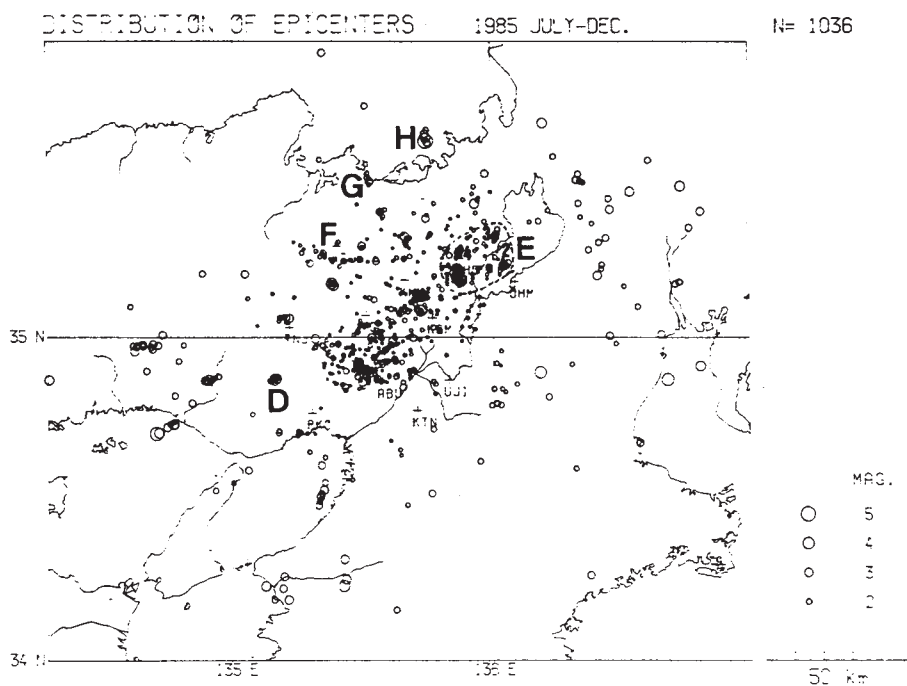 DISTRIBUTION OF EPICENTERS 1985 JULY-DEC. N= 1036
H
G
F
E
OHM
35 N
D
ABU
UJI
KTN
MAG.
5
4
3
2
34 N
135 E
136 E
50 Km